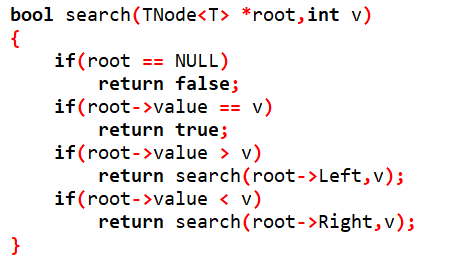 bool search(TNode<T> *root,int v)
{
    if(root == NULL)
        return false;
    if(root->value == v)
        return true;
    if(root->value > v)
        return search(root->Left,v);
    if(root->value < v)
        return search(root->Right,v);
}